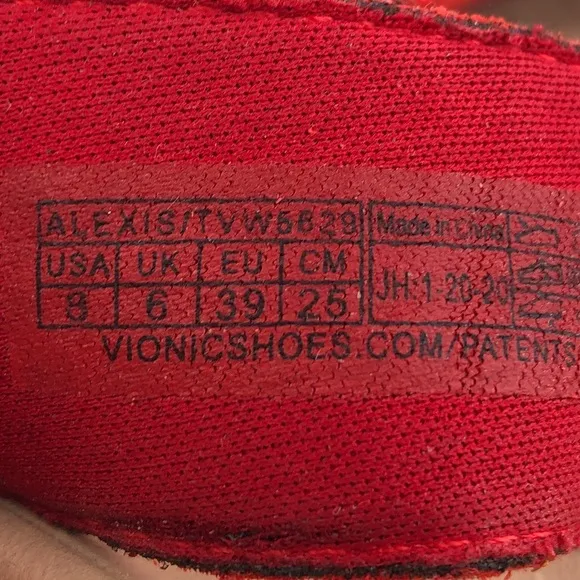 ALEXIS/TVW5629 Made in China
USA UK EU CM
8 6 39 25 JH:1-20-20
VIONICSHOES.COM/PATENTS